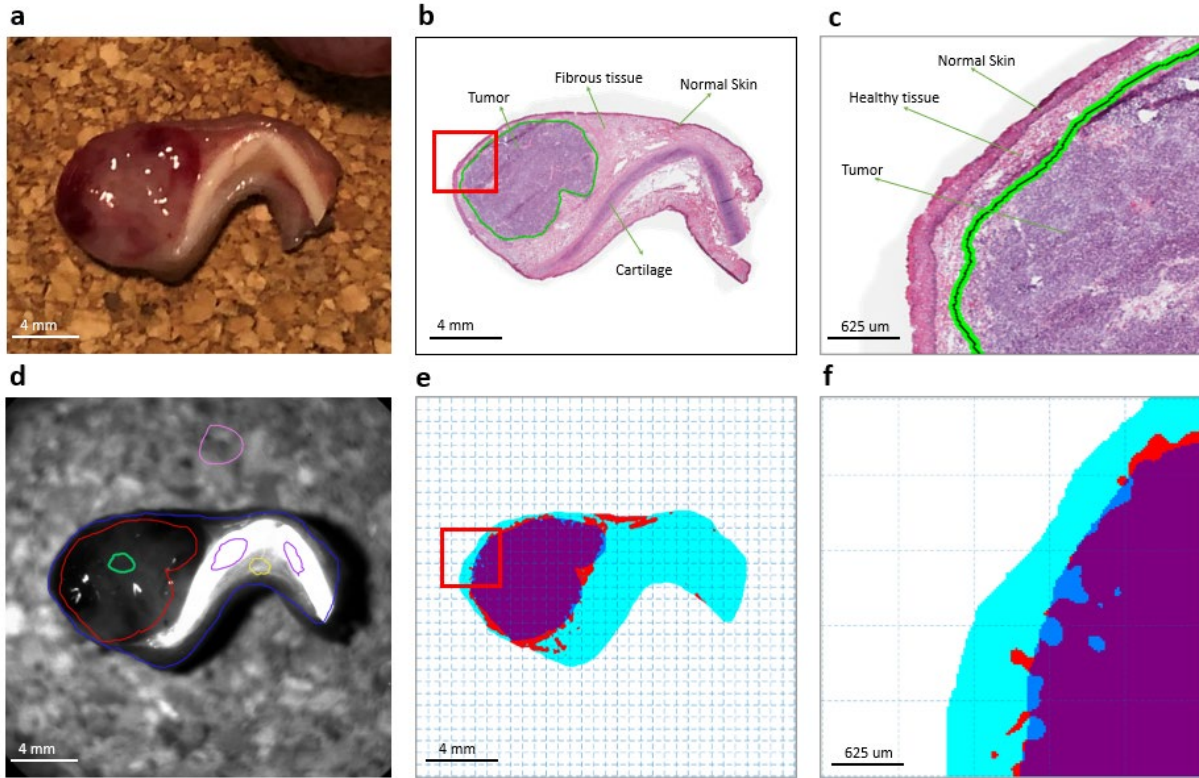 a
b
c
Fibrous tissue
Normal Skin
Tumor
Cartilage
Normal Skin
Healthy tissue
Tumor
4 mm
4 mm
625 um
d
e
f
4 mm
4 mm
625 um